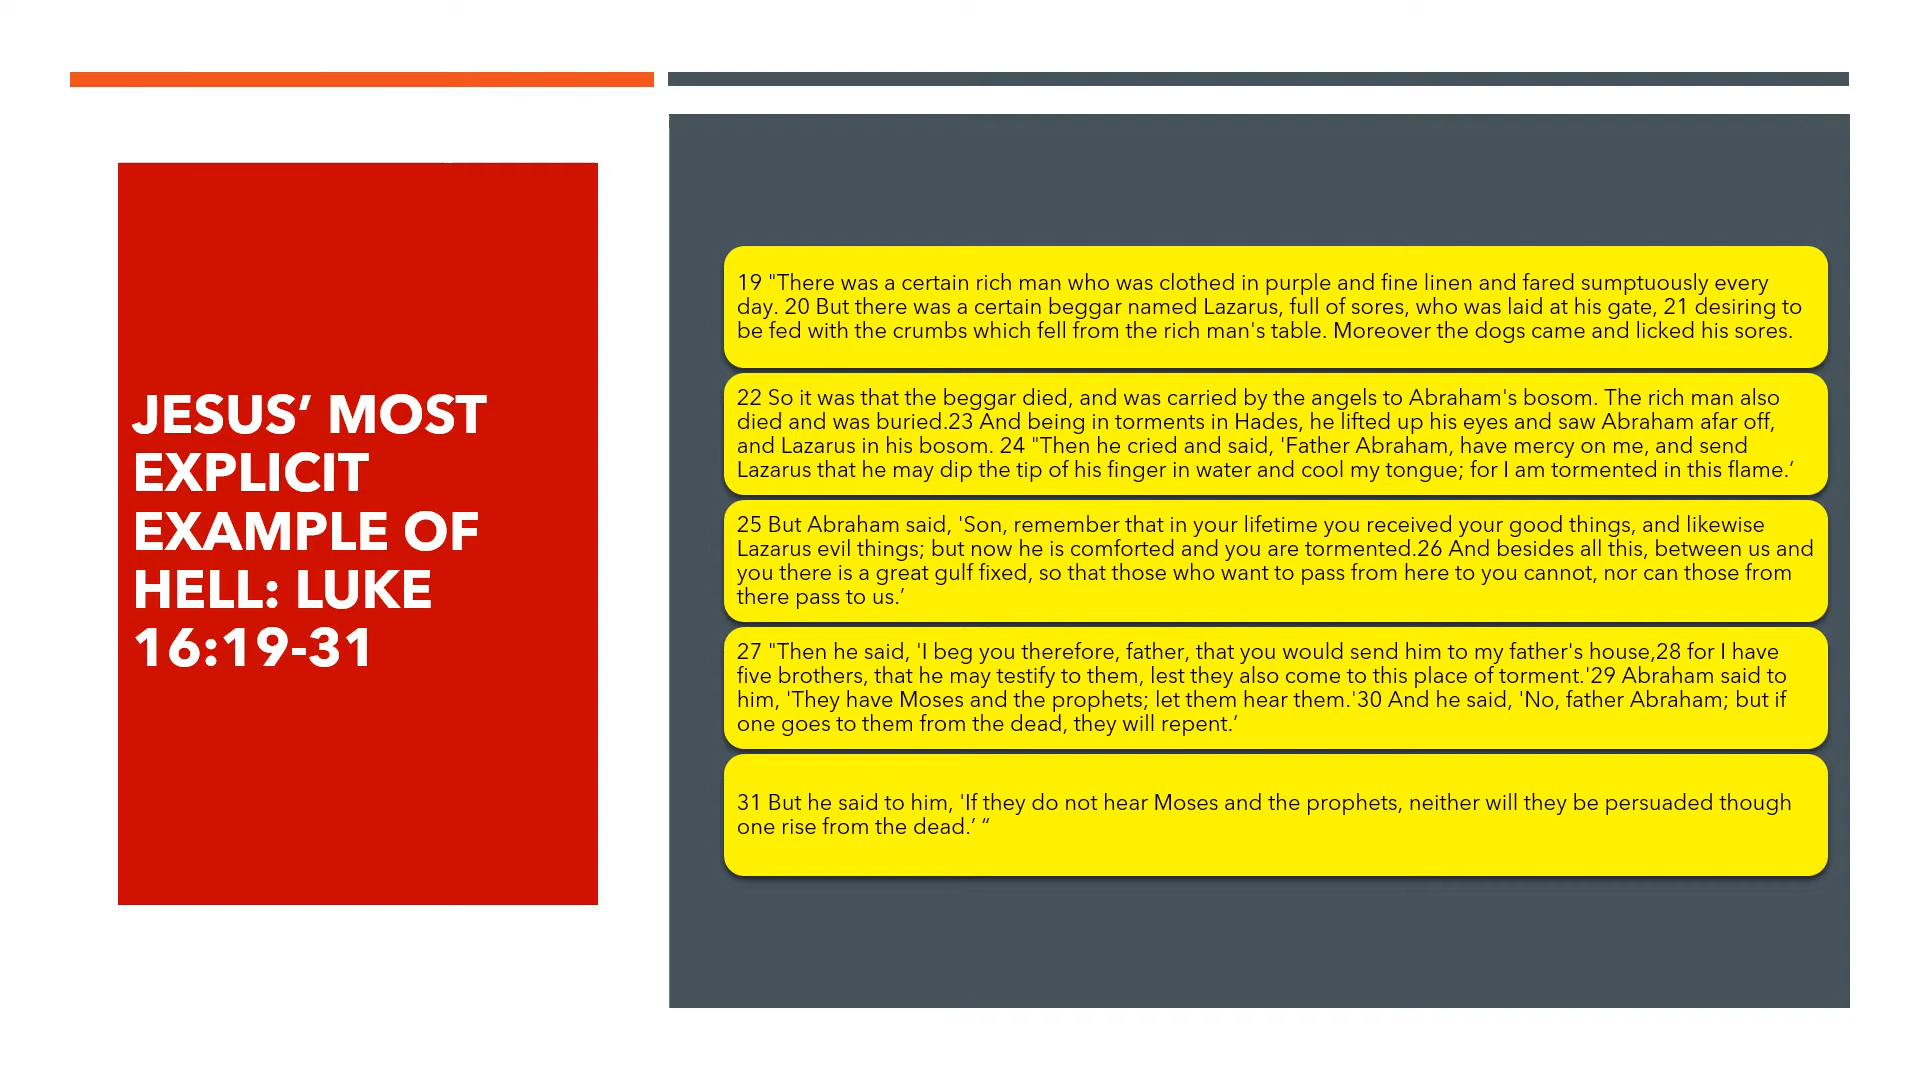 JESUS’ MOST
EXPLICIT
EXAMPLE OF
HELL: LUKE
16:19-31
19 "There was a certain rich man who was clothed in purple and fine linen and fared sumptuously every
day. 20 But there was a certain beggar named Lazarus, full of sores, who was laid at his gate, 21 desiring to
be fed with the crumbs which fell from the rich man's table. Moreover the dogs came and licked his sores.
22 So it was that the beggar died, and was carried by the angels to Abraham's bosom. The rich man also
died and was buried.23 And being in torments in Hades, he lifted up his eyes and saw Abraham afar off,
and Lazarus in his bosom. 24 "Then he cried and said, 'Father Abraham, have mercy on me, and send
Lazarus that he may dip the tip of his finger in water and cool my tongue; for I am tormented in this flame.’
25 But Abraham said, 'Son, remember that in your lifetime you received your good things, and likewise
Lazarus evil things; but now he is comforted and you are tormented.26 And besides all this, between us and
you there is a great gulf fixed, so that those who want to pass from here to you cannot, nor can those from
there pass to us.’
27 "Then he said, 'I beg you therefore, father, that you would send him to my father's house,28 for I have
five brothers, that he may testify to them, lest they also come to this place of torment.'29 Abraham said to
him, 'They have Moses and the prophets; let them hear them.'30 And he said, 'No, father Abraham; but if
one goes to them from the dead, they will repent.’
31 But he said to him, 'If they do not hear Moses and the prophets, neither will they be persuaded though
one rise from the dead.’ “